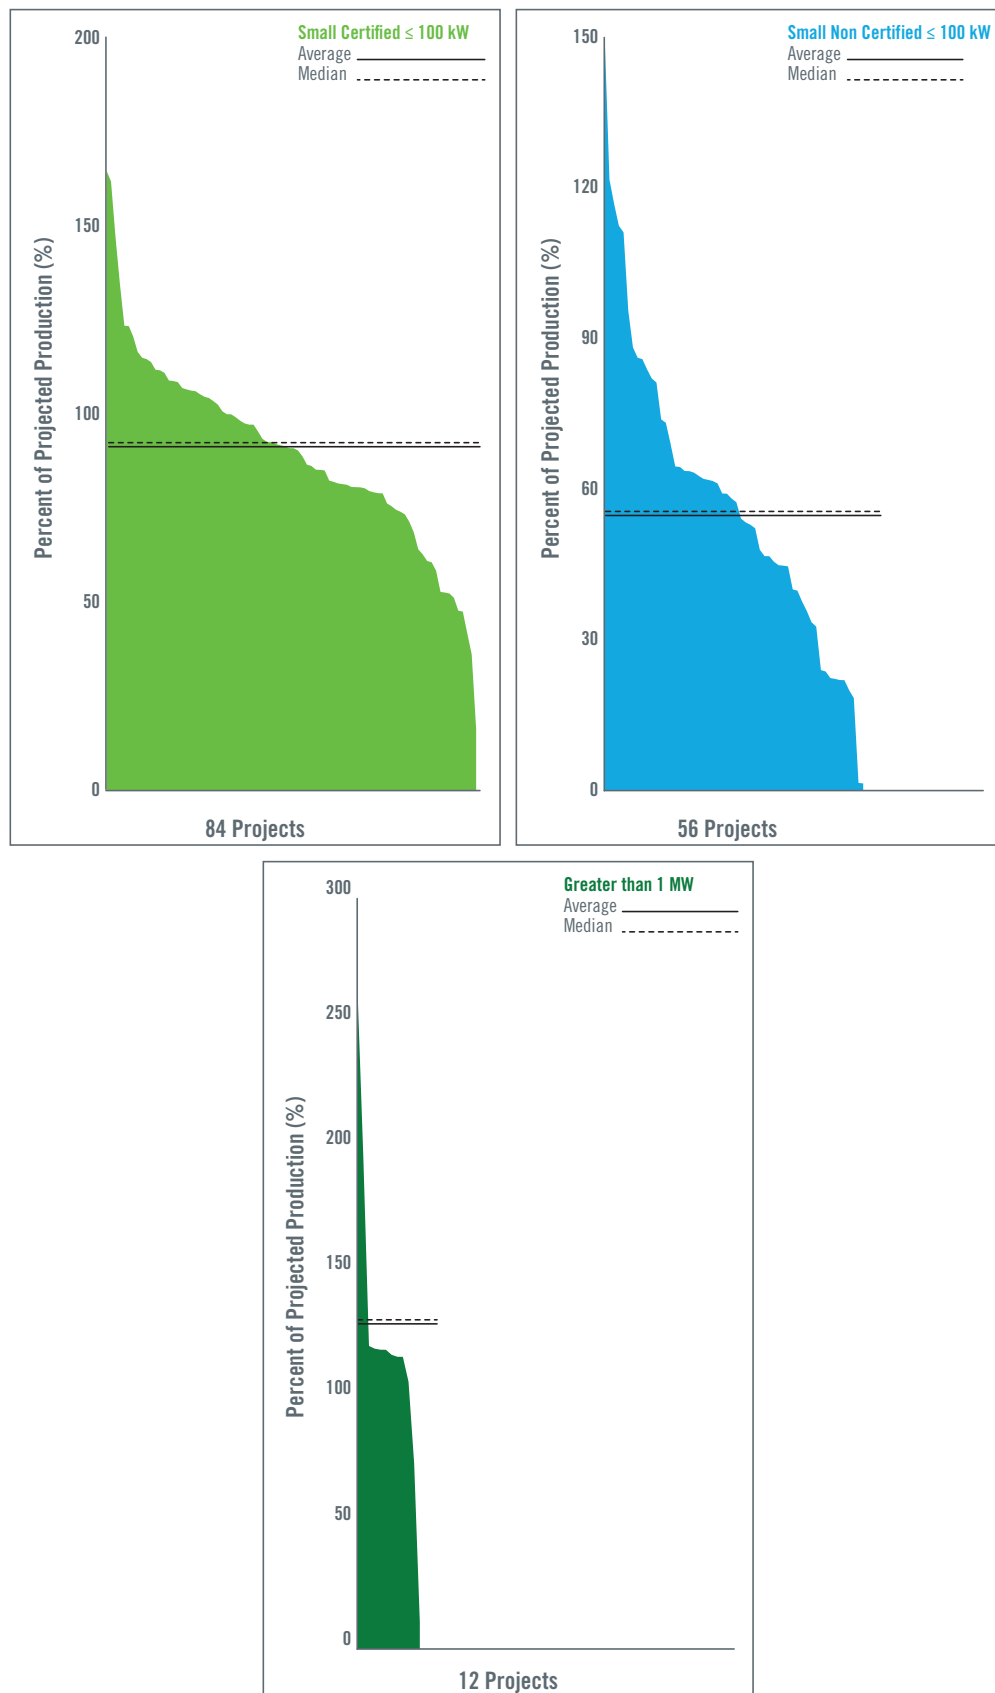 Small Certified ≤ 100 kW
Average
Median
200
150
100
50
0
Percent of Projected Production (%)
84 Projects
Small Non Certified ≤ 100 kW
Average
Median
150
120
90
60
30
0
Percent of Projected Production (%)
56 Projects
Greater than 1 MW
Average
Median
300
250
200
150
100
50
0
Percent of Projected Production (%)
12 Projects